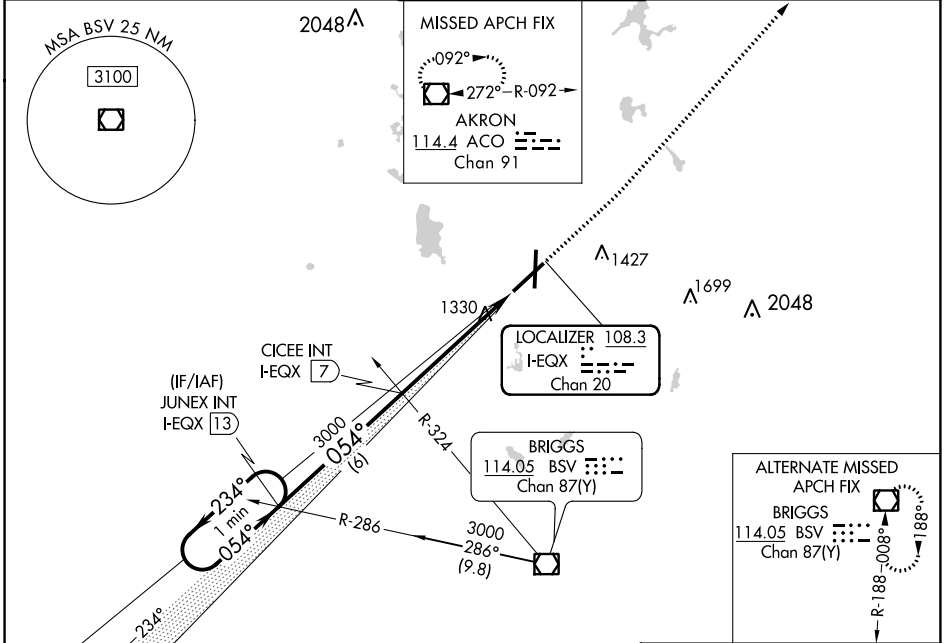 MSA BSV 25 NM
3100
2048
MISSED APCH FIX
092°
272° R-092
AKRON
114.4 ACO
Chan 91
1427
1699
2048
1330
LOCALIZER 108.3
I-EQX
Chan 20
CICEE INT
I-EQX 7
(IF/IAF)
JUNEX INT
I-EQX 13
3000
054°
(6)
R-324
BRIGGS
114.05 BSV
Chan 87(Y)
234°
1 min
054°
R-286
3000
286°
(9.8)
234°
ALTERNATE MISSED
APCH FIX
BRIGGS
114.05 BSV
Chan 87(Y)
R-188 008°
188°